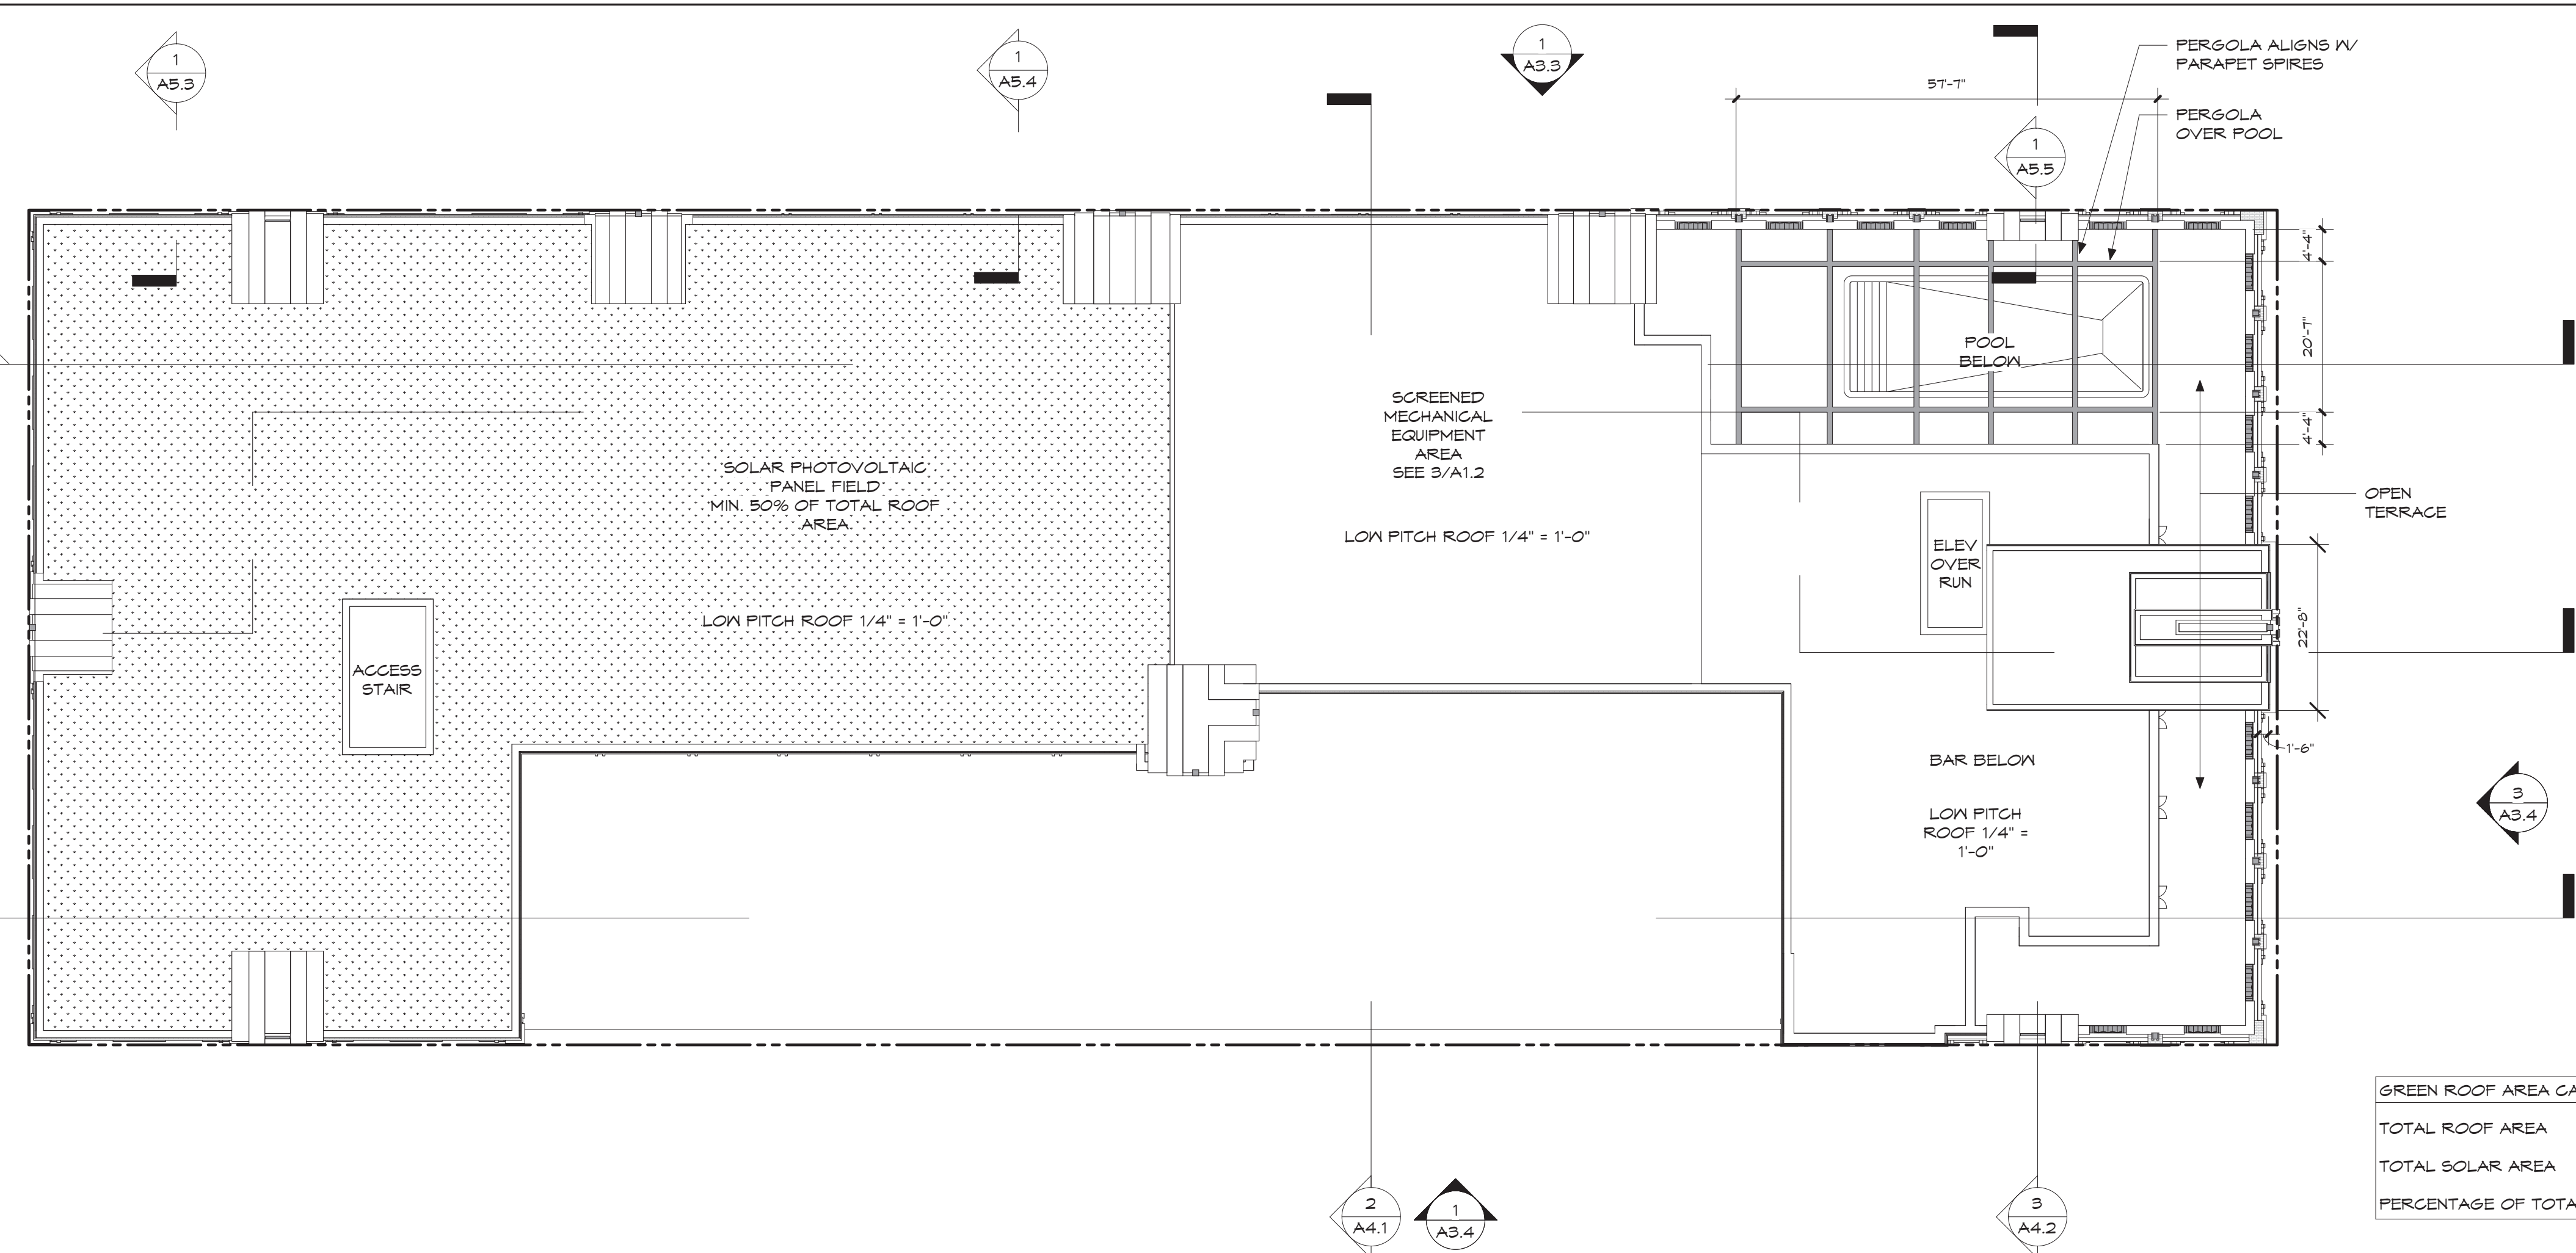 1
A5.3
1
A5.4
1
A3.3
57'-7"
PERGOLA ALIGNS W/
PARAPET SPIRES
PERGOLA
OVER POOL
1
A5.5
4'-4"
20'-7"
4'-4"
POOL
BELOW
SCREENED
MECHANICAL
EQUIPMENT
AREA
SEE 3/A1.2
LOW PITCH ROOF 1/4" = 1'-0"
SOLAR PHOTOVOLTAIC
PANEL FIELD
MIN. 50% OF TOTAL ROOF
AREA.
LOW PITCH ROOF 1/4" = 1'-0"
OPEN
TERRACE
ELEV
OVER
RUN
22'-8"
ACCESS
STAIR
1'-6"
BAR BELOW
LOW PITCH
ROOF 1/4" =
1'-0"
3
A3.4
GREEN ROOF AREA CA
TOTAL ROOF AREA
TOTAL SOLAR AREA
PERCENTAGE OF TOTA
2
A4.1
1
A3.4
3
A4.2